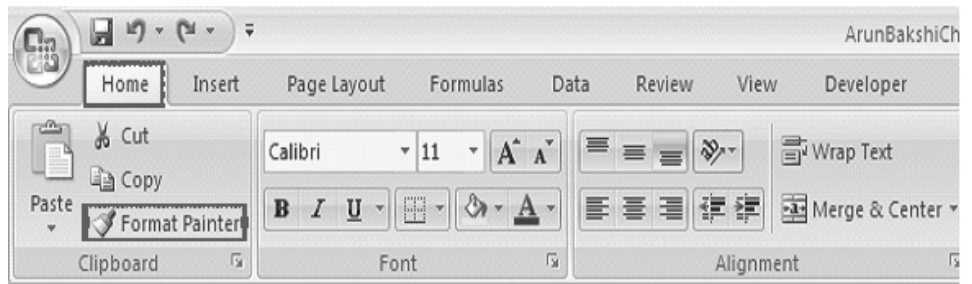 ArunBakshiCh
Home Insert Page Layout Formulas Data Review View Developer
Cut
Copy
Paste
Format Painter
Clipboard
Calibri 11 A A
B I U A
Font
Wrap Text
Merge & Center
Alignment